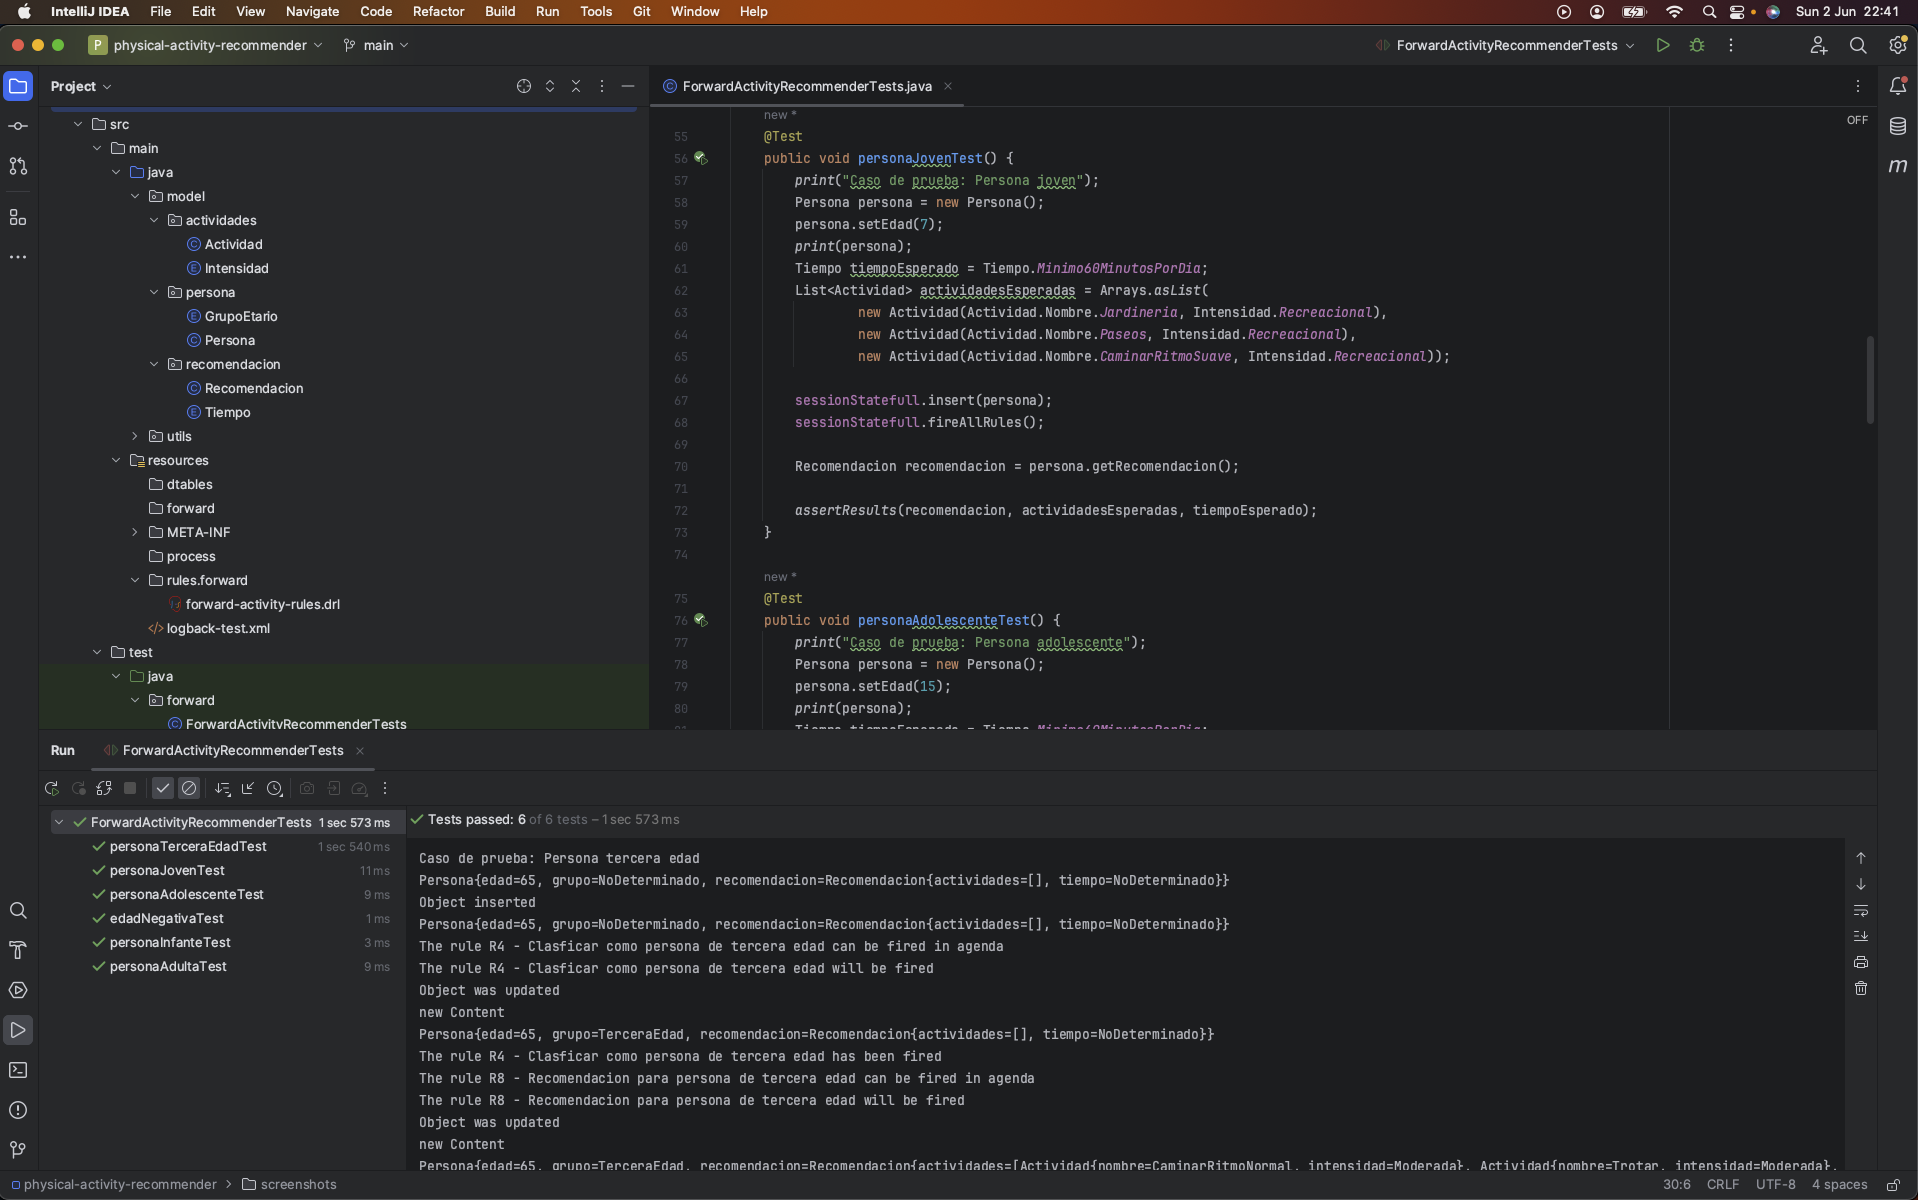 IntelliJ IDEA File Edit View Navigate Code Refactor Build Run Tools Git Window Help Sun 2 Jun 22:41
P physical-activity-recommender main ForwardActivityRecommenderTests
Project
src
main
java
model
actividades
Actividad
Intensidad
persona
GrupoEtario
Persona
recomendacion
Recomendacion
Tiempo
utils
resources
dtables
forward
META-INF
process
rules.forward
forward-activity-rules.drl
logback-test.xml
test
java
forward
ForwardActivityRecommenderTests
ForwardActivityRecommenderTests.java
OFF
new *
55 @Test
56 public void personaJovenTest() {
57 print("Caso de prueba: Persona joven");
58 Persona persona = new Persona();
59 persona.setEdad(7);
60 print(persona);
61 Tiempo tiempoEsperado = Tiempo.Minimo60MinutosPorDia;
62 List<Actividad> actividadesEsperadas = Arrays.asList(
63 new Actividad(Actividad.Nombre.Jardineria, Intensidad.Recreacional),
64 new Actividad(Actividad.Nombre.Paseos, Intensidad.Recreacional),
65 new Actividad(Actividad.Nombre.CaminarRitmoSuave, Intensidad.Recreacional));
66
67 sessionStatefull.insert(persona);
68 sessionStatefull.fireAllRules();
69
70 Recomendacion recomendacion = persona.getRecomendacion();
71
72 assertResults(recomendacion, actividadesEsperadas, tiempoEsperado);
73 }
74
new *
75 @Test
76 public void personaAdolescenteTest() {
77 print("Caso de prueba: Persona adolescente");
78 Persona persona = new Persona();
79 persona.setEdad(15);
80 print(persona);
81 Tiempo tiempoEsperado = Tiempo.Minimo60MinutosPorDia;
Run ForwardActivityRecommenderTests
ForwardActivityRecommenderTests 1 sec 573 ms
personaTerceraEdadTest 1 sec 540 ms
personaJovenTest 11 ms
personaAdolescenteTest 9 ms
edadNegativaTest 1 ms
personaInfanteTest 3 ms
personaAdultaTest 9 ms
Tests passed: 6 of 6 tests – 1 sec 573 ms
Caso de prueba: Persona tercera edad
Persona{edad=65, grupo=NoDeterminado, recomendacion=Recomendacion{actividades=[], tiempo=NoDeterminado}}
Object inserted
Persona{edad=65, grupo=NoDeterminado, recomendacion=Recomendacion{actividades=[], tiempo=NoDeterminado}}
The rule R4 - Clasficar como persona de tercera edad can be fired in agenda
The rule R4 - Clasficar como persona de tercera edad will be fired
Object was updated
new Content
Persona{edad=65, grupo=TerceraEdad, recomendacion=Recomendacion{actividades=[], tiempo=NoDeterminado}}
The rule R4 - Clasficar como persona de tercera edad has been fired
The rule R8 - Recomendacion para persona de tercera edad can be fired in agenda
The rule R8 - Recomendacion para persona de tercera edad will be fired
Object was updated
new Content
Persona{edad=65, grupo=TerceraEdad, recomendacion=Recomendacion{actividades=[Actividad{nombre=CaminarRitmoNormal, intensidad=Moderada}, Actividad{nombre=Trotar, intensidad=Moderada},
physical-activity-recommender > screenshots 30:6 CRLF UTF-8 4 spaces